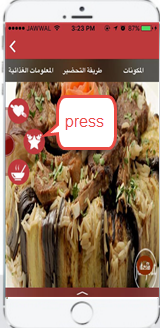 JAWWAL 3:23 PM 87%
المكونات طريقة التحضير المعلومات الغذائية
press